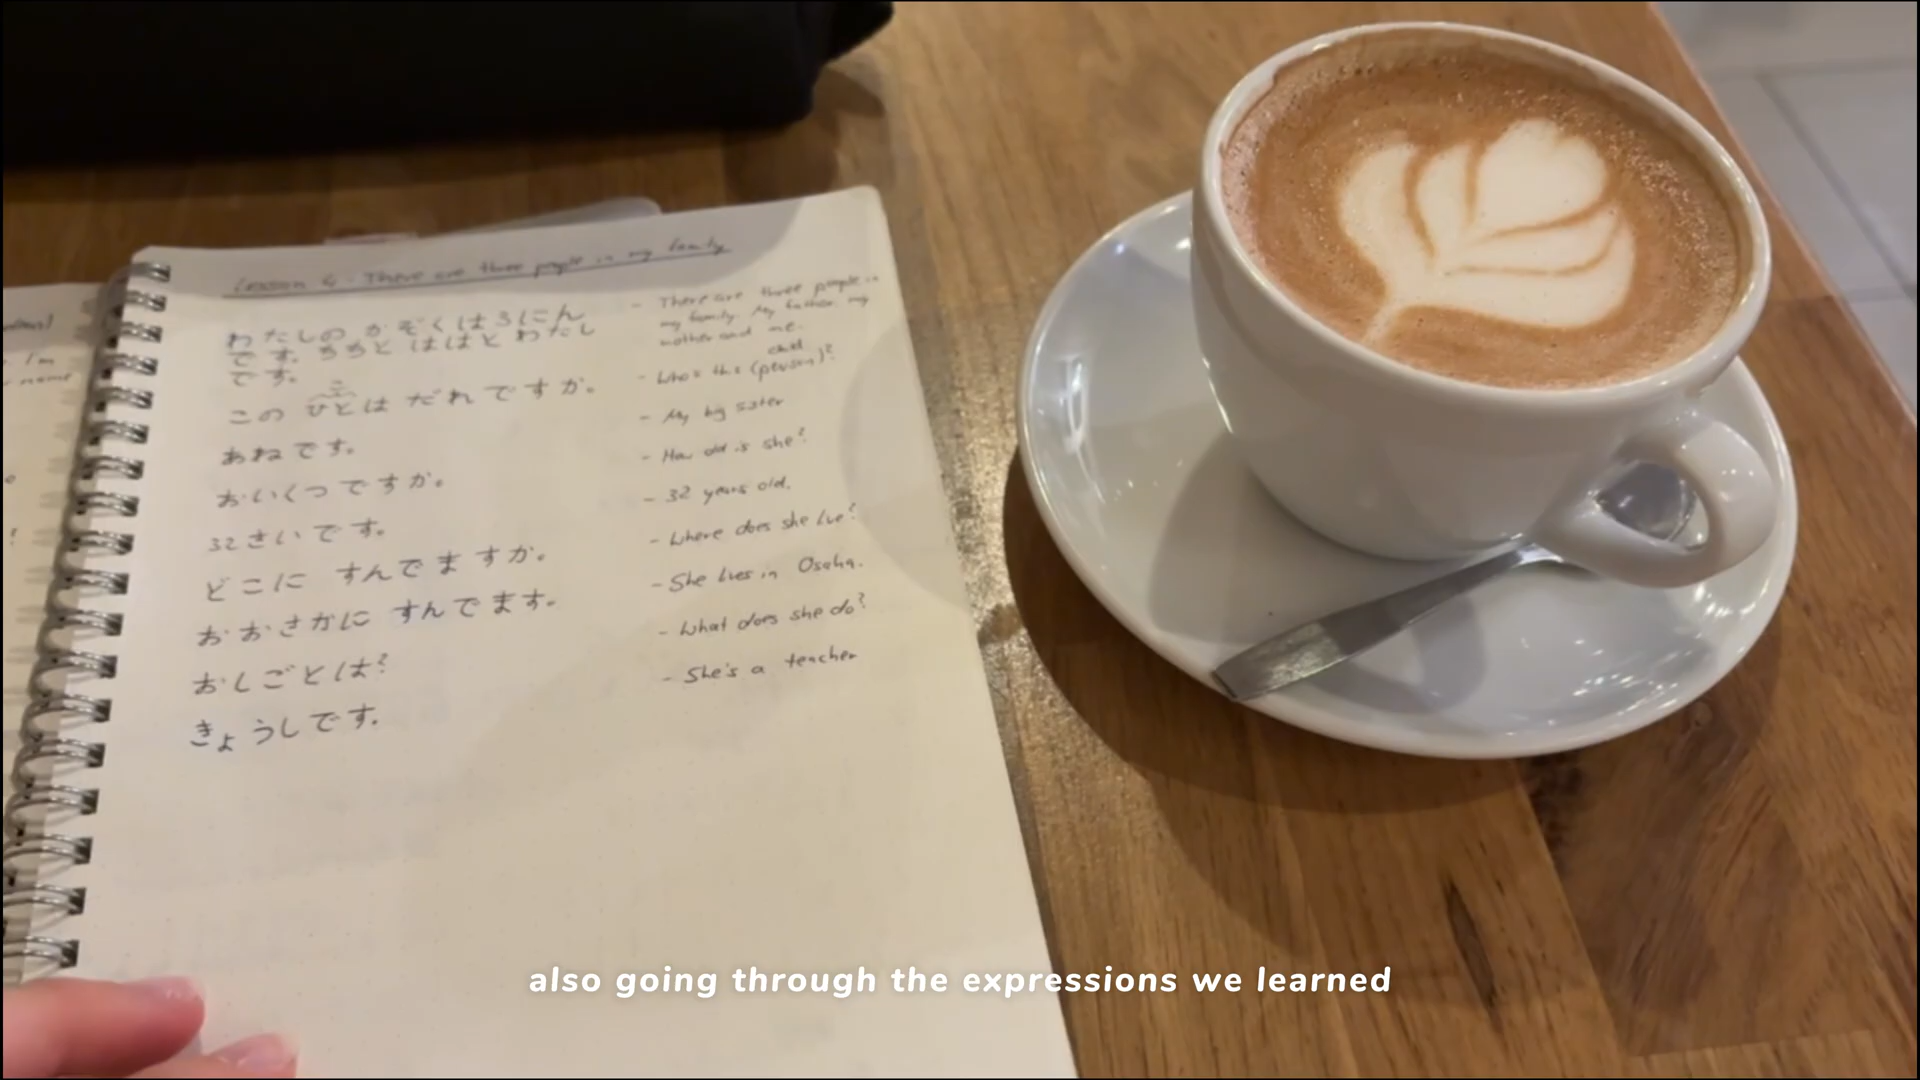 Lesson 4 - There are three people in my family
わたしの かぞくは 3にん
です。ちちと ははと わたし
です。
こ
この ひとは だれですか。
あねです。
おいくつですか。
32さいです。
どこに すんでますか。
おおさかに すんでます。
おしごとは?
きょうしです。
- There are three people in
my family. My father, my
mother and me.
child
- Who's this (person)?
- My big sister
- How old is she?
- 32 years old.
- Where does she live?
- She lives in Osaka.
- What does she do?
- She's a teacher
I'm
name
also going through the expressions we learned